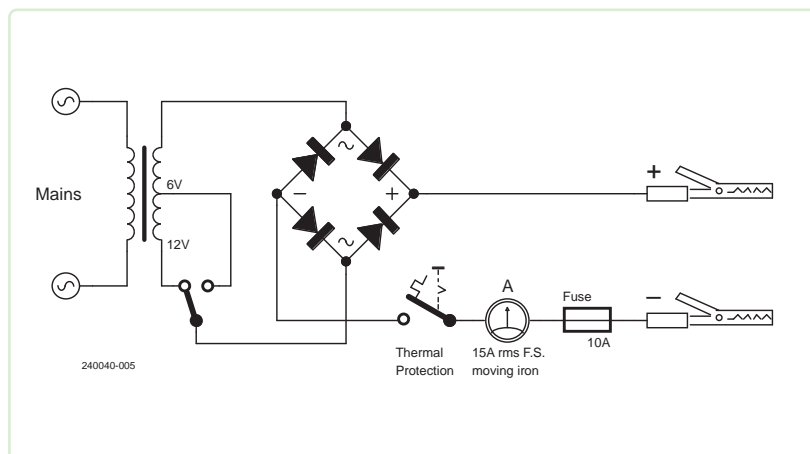 Mains
6V
12V
~
~
−
+
+
−
A
Fuse
10A
Thermal
Protection
15A rms F.S.
moving iron
240040-005